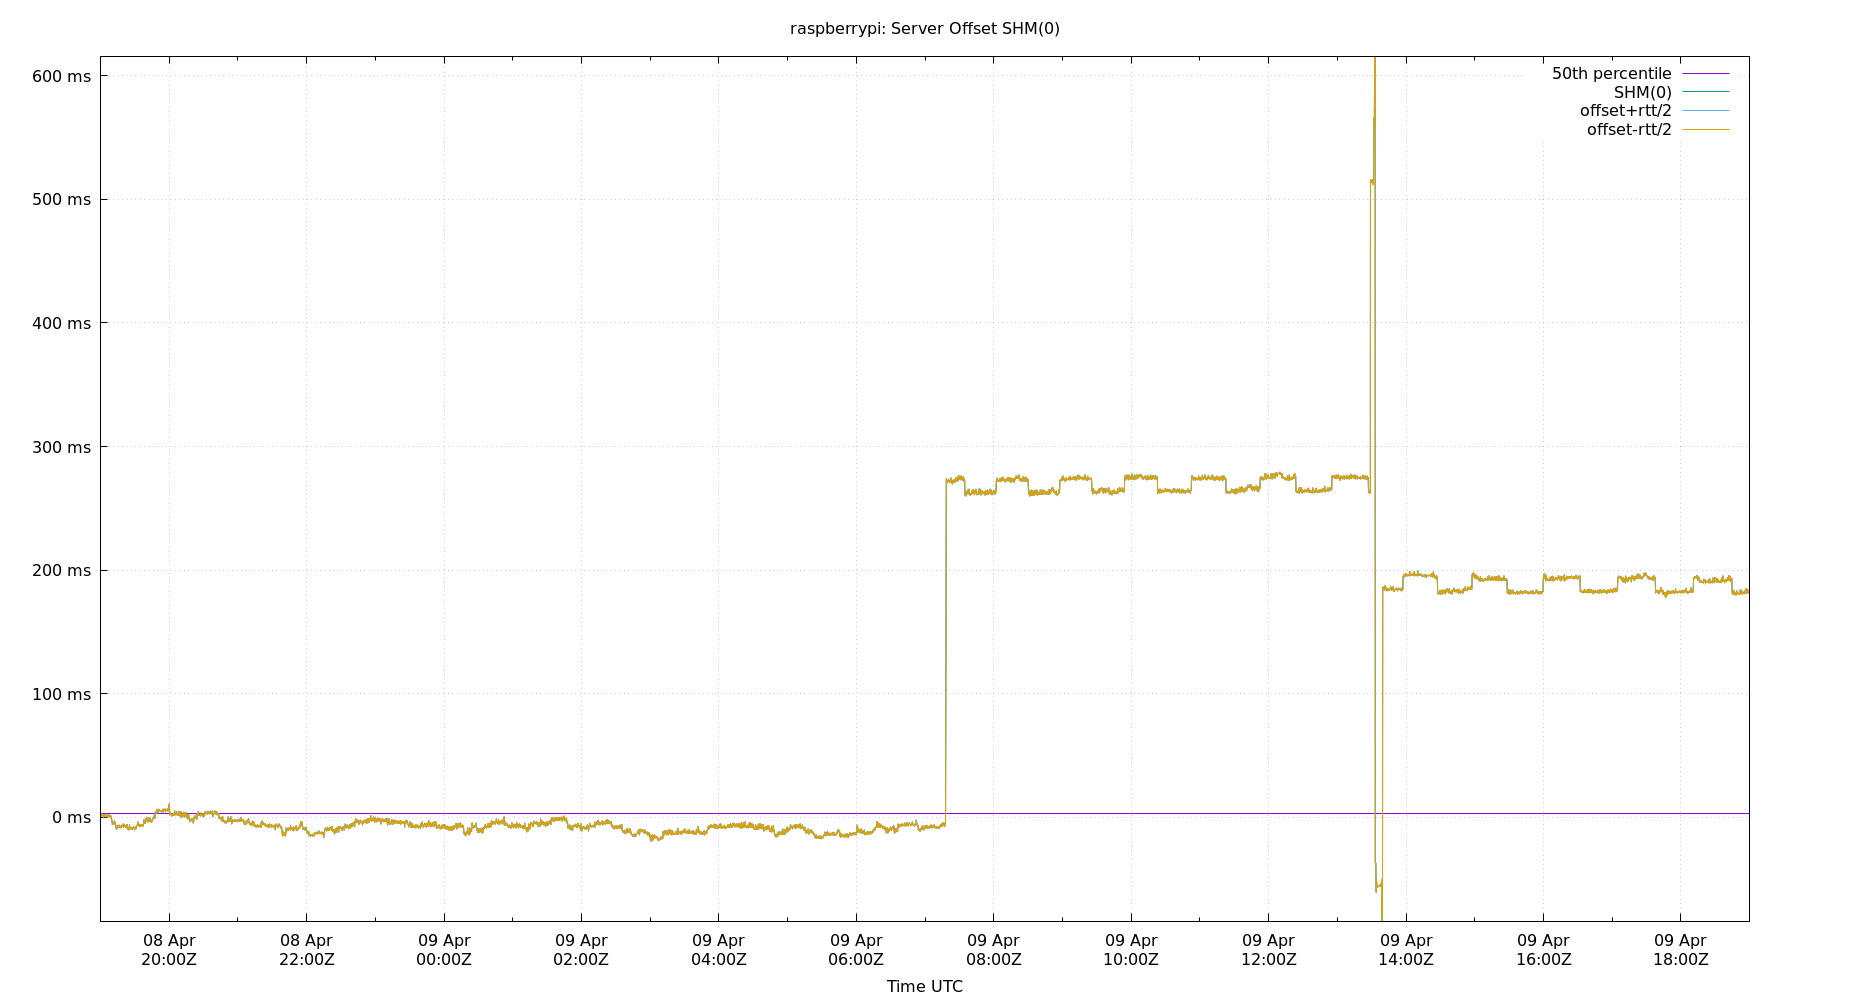 raspberrypi: Server Offset SHM(0)
600 ms
500 ms
400 ms
300 ms
200 ms
100 ms
0 ms
50th percentile
SHM(0)
offset+rtt/2
offset-rtt/2
08 Apr 08 Apr 09 Apr 09 Apr 09 Apr 09 Apr 09 Apr 09 Apr 09 Apr 09 Apr 09 Apr 09 Apr
20:00Z 22:00Z 00:00Z 02:00Z 04:00Z 06:00Z 08:00Z 10:00Z 12:00Z 14:00Z 16:00Z 18:00Z
Time UTC